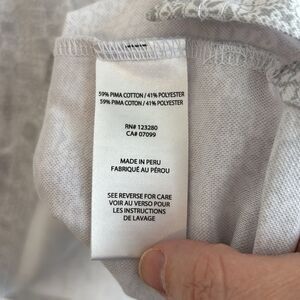 59% PIMA COTTON / 41% POLYESTER
59% PIMA COTTON / 41% POLYESTER
RN# 123280
CA# 07099
MADE IN PERU
FABRIQUÉ AU PÉROU
SEE REVERSE FOR CARE
VOIR AU VERSO POUR
LES INSTRUCTIONS
DE LAVAGE